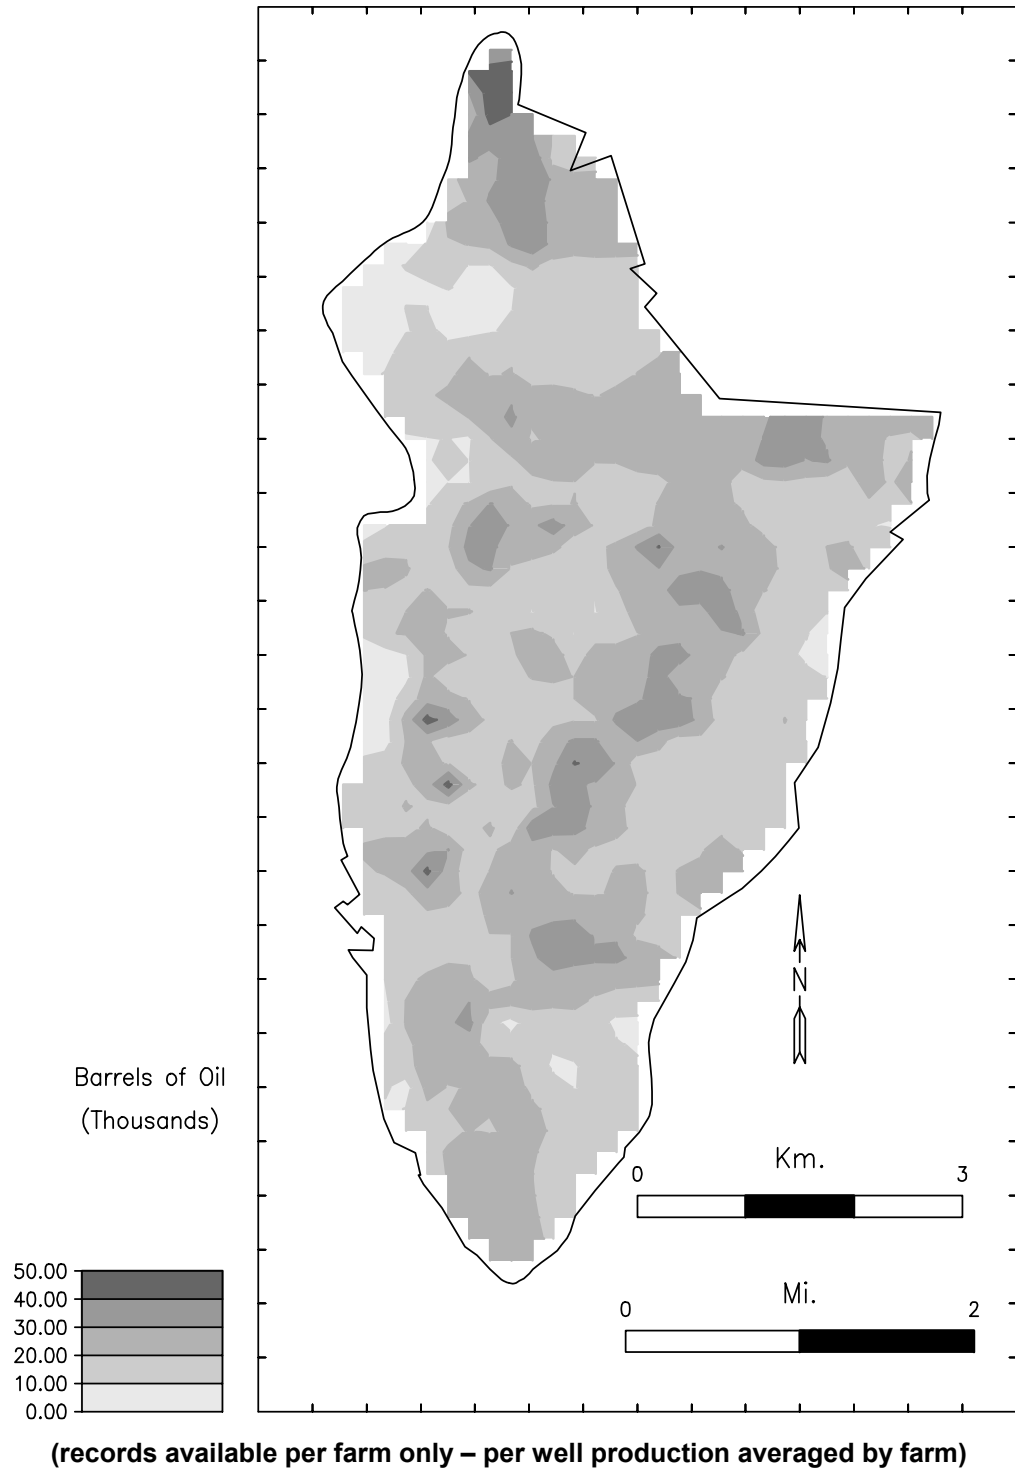 N
Barrels of Oil
(Thousands)
Km.
0 3
Mi.
0 2
50.00
40.00
30.00
20.00
10.00
0.00
(records available per farm only – per well production averaged by farm)